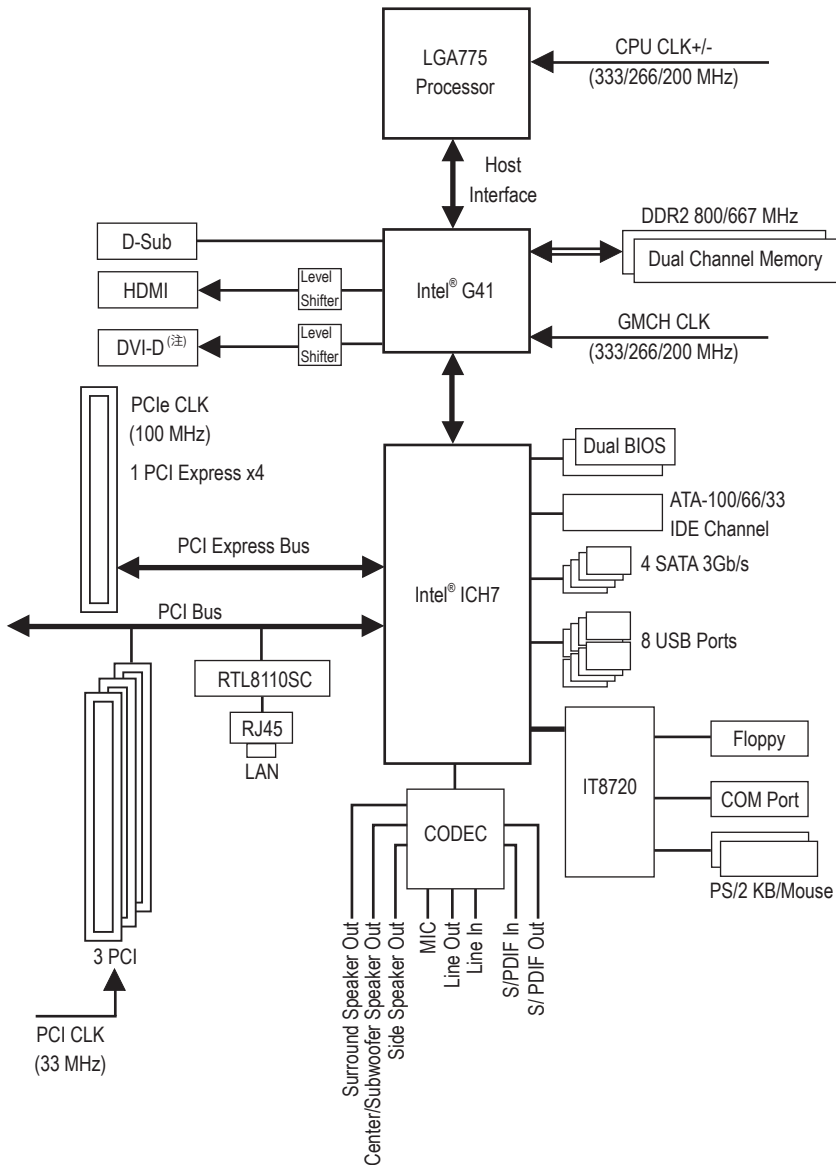 LGA775
Processor
CPU CLK+/-
(333/266/200 MHz)
Host
Interface
D-Sub
HDMI
Level
Shifter
DVI-D (注)
Level
Shifter
Intel® G41
DDR2 800/667 MHz
Dual Channel Memory
GMCH CLK
(333/266/200 MHz)
PCIe CLK
(100 MHz)
1 PCI Express x4
PCI Express Bus
PCI Bus
Intel® ICH7
Dual BIOS
ATA-100/66/33
IDE Channel
4 SATA 3Gb/s
8 USB Ports
RTL8110SC
RJ45
LAN
IT8720
Floppy
COM Port
PS/2 KB/Mouse
CODEC
Surround Speaker Out
Center/Subwoofer Speaker Out
Side Speaker Out
MIC
Line Out
Line In
S/PDIF In
S/ PDIF Out
3 PCI
PCI CLK
(33 MHz)